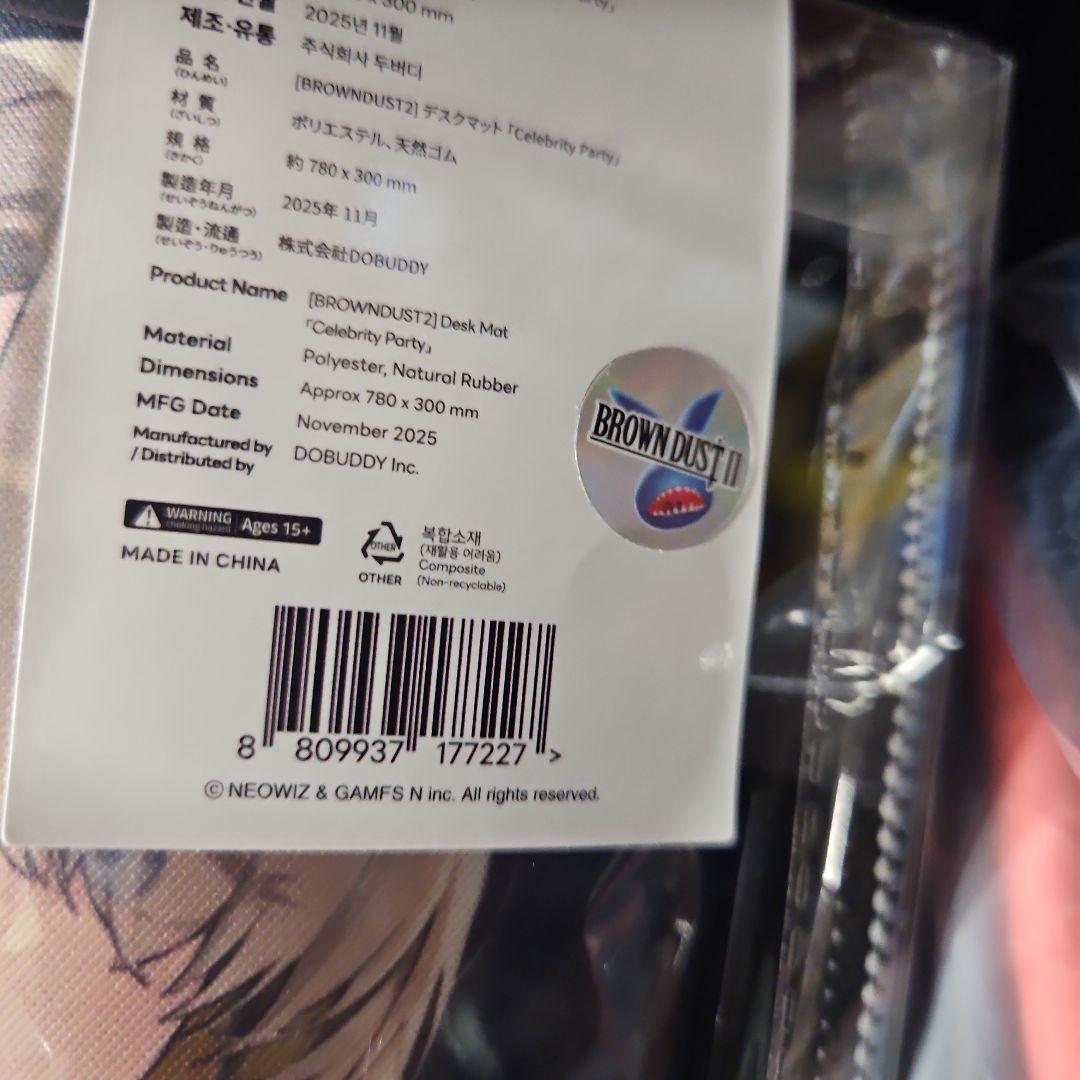 300 mm
Party」
2025년 11월
제조·유통
주식회사 두버디
品 名
(ひんめい)
[BROWNDUST2] デスクマット「Celebrity Party」
材 質
(ざいしつ)
ポリエステル、天然ゴム
規 格
(きかく)
約 780 x 300 mm
製造年月
(せいぞうねんがつ)
2025年 11月
製造・流通
(せいぞう・りゅうつう)
株式会社DOBUDDY
Product Name
[BROWNDUST2] Desk Mat
「Celebrity Party」
Material
Polyester, Natural Rubber
Dimensions
Approx 780 x 300 mm
MFG Date
November 2025
Manufactured by
/ Distributed by
DOBUDDY Inc.
BROWN DUST II
WARNING
choking hazard
Ages 15+
MADE IN CHINA
OTHER
OTHER
복합소재
(재활용 어려움)
Composite
(Non-recyclable)
8 809937 177227 >
ⓒ NEOWIZ & GAMFS N inc. All rights reserved.